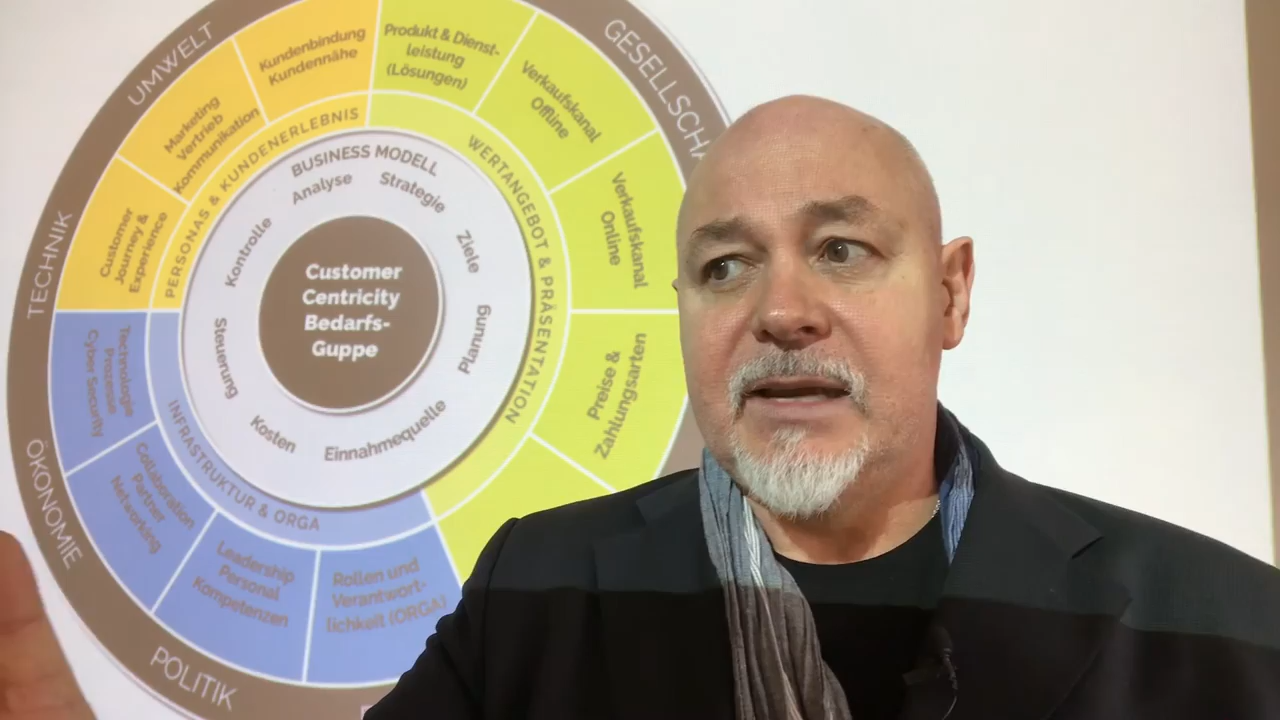 UMWELT
GESELLSCHA
TECHNIK
ÖKONOMIE
POLITIK
Kundenbindung
Kundennähe
Produkt & Dienst-
leistung
(Lösungen)
Verkaufskanal
Offline
Verkaufskanal
Online
Preise &
Zahlungsarten
Marketing
Vertrieb
Kommunikation
Customer
Journey &
Experience
Technologie
Prozesse
Cyber Security
Collaboration
Partner
Networking
Leadership
Personal
Kompetenzen
Rollen und
Verantwort-
lichkeit (ORGA)
PERSONAS & KUNDENERLEBNIS
WERTANGEBOT & PRÄSENTATION
INFRASTRUKTUR & ORGA
BUSINESS MODELL
Analyse
Strategie
Ziele
Planung
Einnahmequelle
Kosten
Steuerung
Kontrolle
Customer
Centricity
Bedarfs-
Guppe